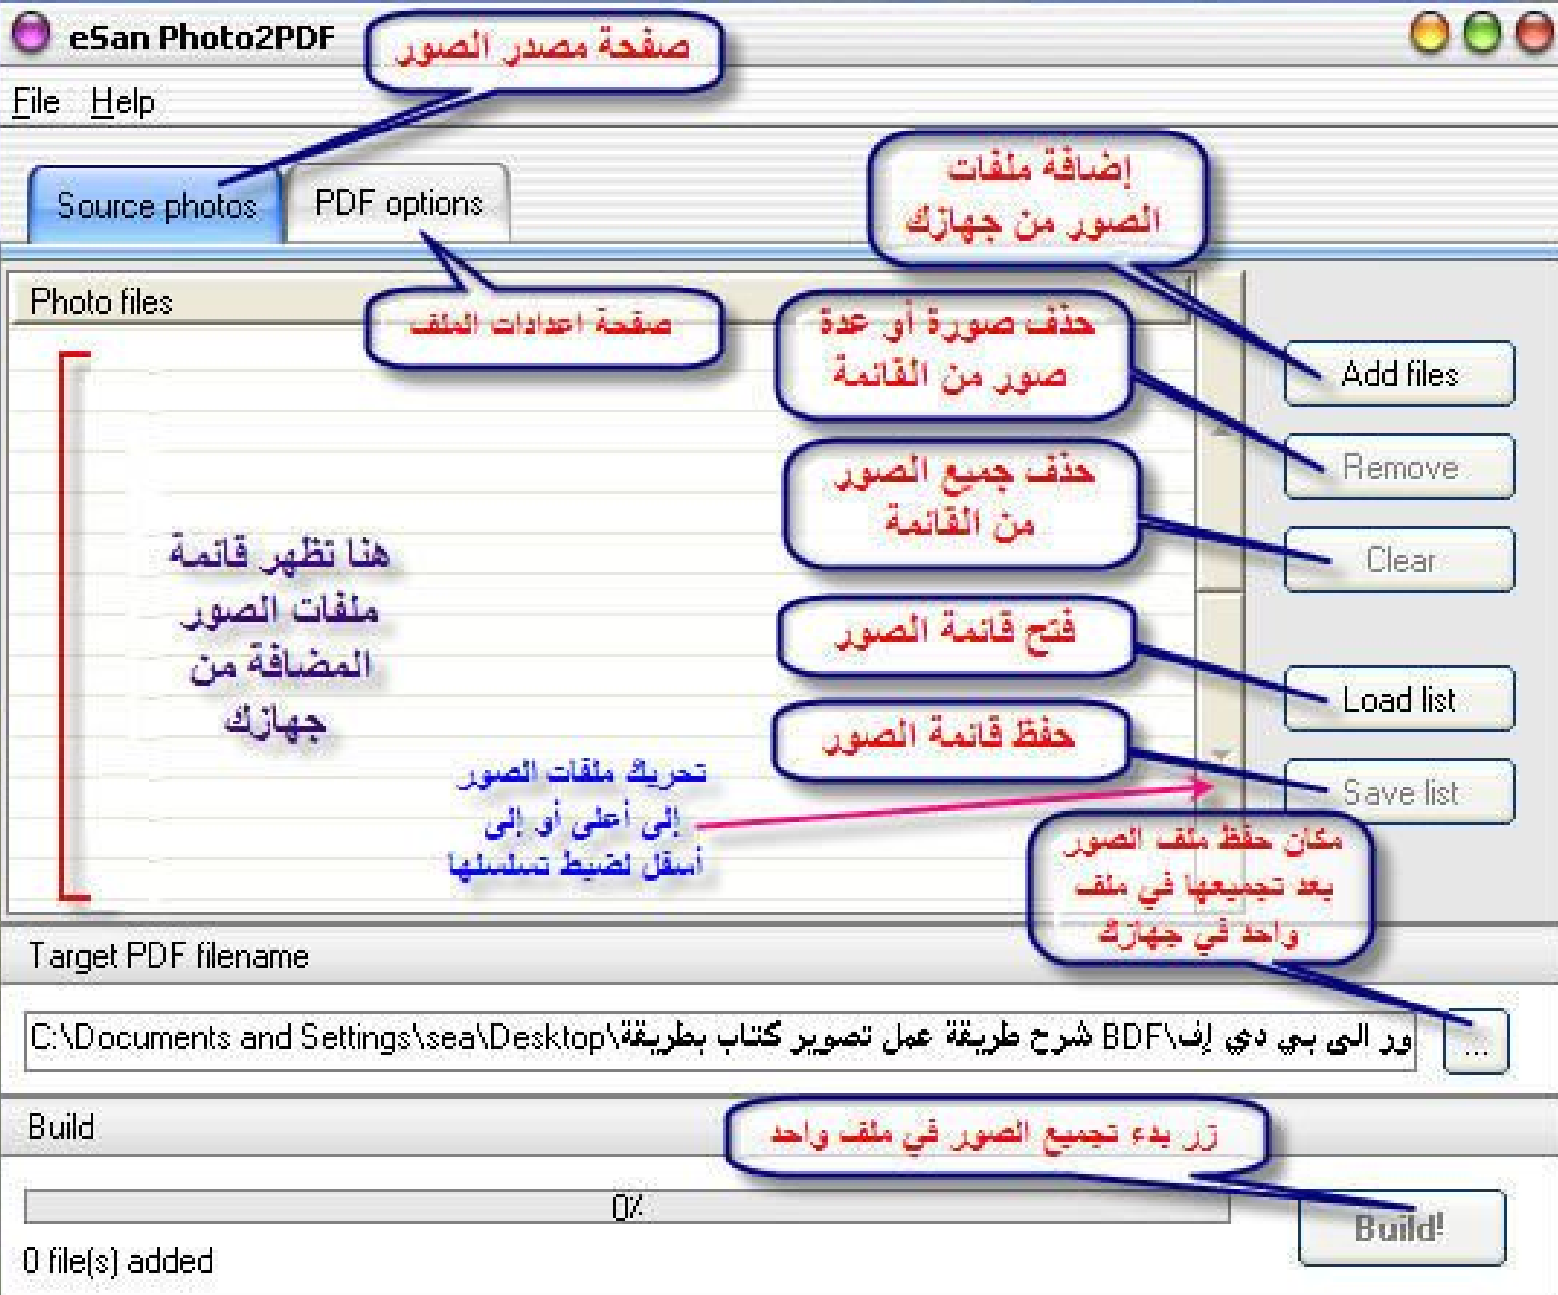 eSan Photo2PDF
صفحة مصدر الصور
File Help
إضافة ملفات
الصور من جهازك
Source photos
PDF options
Photo files
صفحة اعدادات الملف
حذف صورة أو عدة
صور من القائمة
Add files
Remove
حذف جميع الصور
من القائمة
Clear
هنا تظهر قائمة
ملفات الصور
المضافة من
جهازك
فتح قائمة الصور
Load list
حفظ قائمة الصور
Save list
تحريك ملفات الصور
إلى أعلى أو إلى
أسفل لضبط تسلسلها
مكان حفظ ملف الصور
بعد تجميعها في ملف
واحد في جهازك
Target PDF filename
C:\Documents and Settings\sea\Desktop\شرح طريقة عمل تصوير كتاب بطريقة BDF\ور الى بي دي إف
...
Build
زر بدء تجميع الصور في ملف واحد
0%
Build!
0 file(s) added